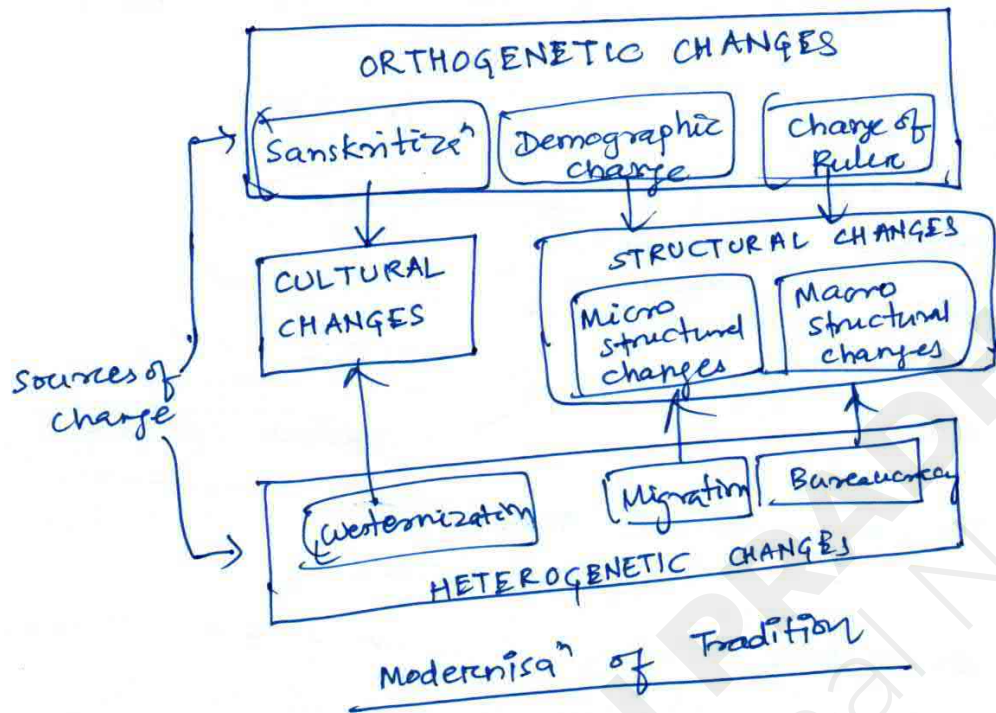 ORTHOGENETIC CHANGES
Sanskritizaⁿ
Demographic
change
Change of
Ruler
CULTURAL
CHANGES
STRUCTURAL CHANGES
Micro
structural
changes
Macro
structural
changes
Sources of
change
Westernization
Migration
Bureaucracy
HETEROGENETIC CHANGES
Modernisaⁿ of Tradition